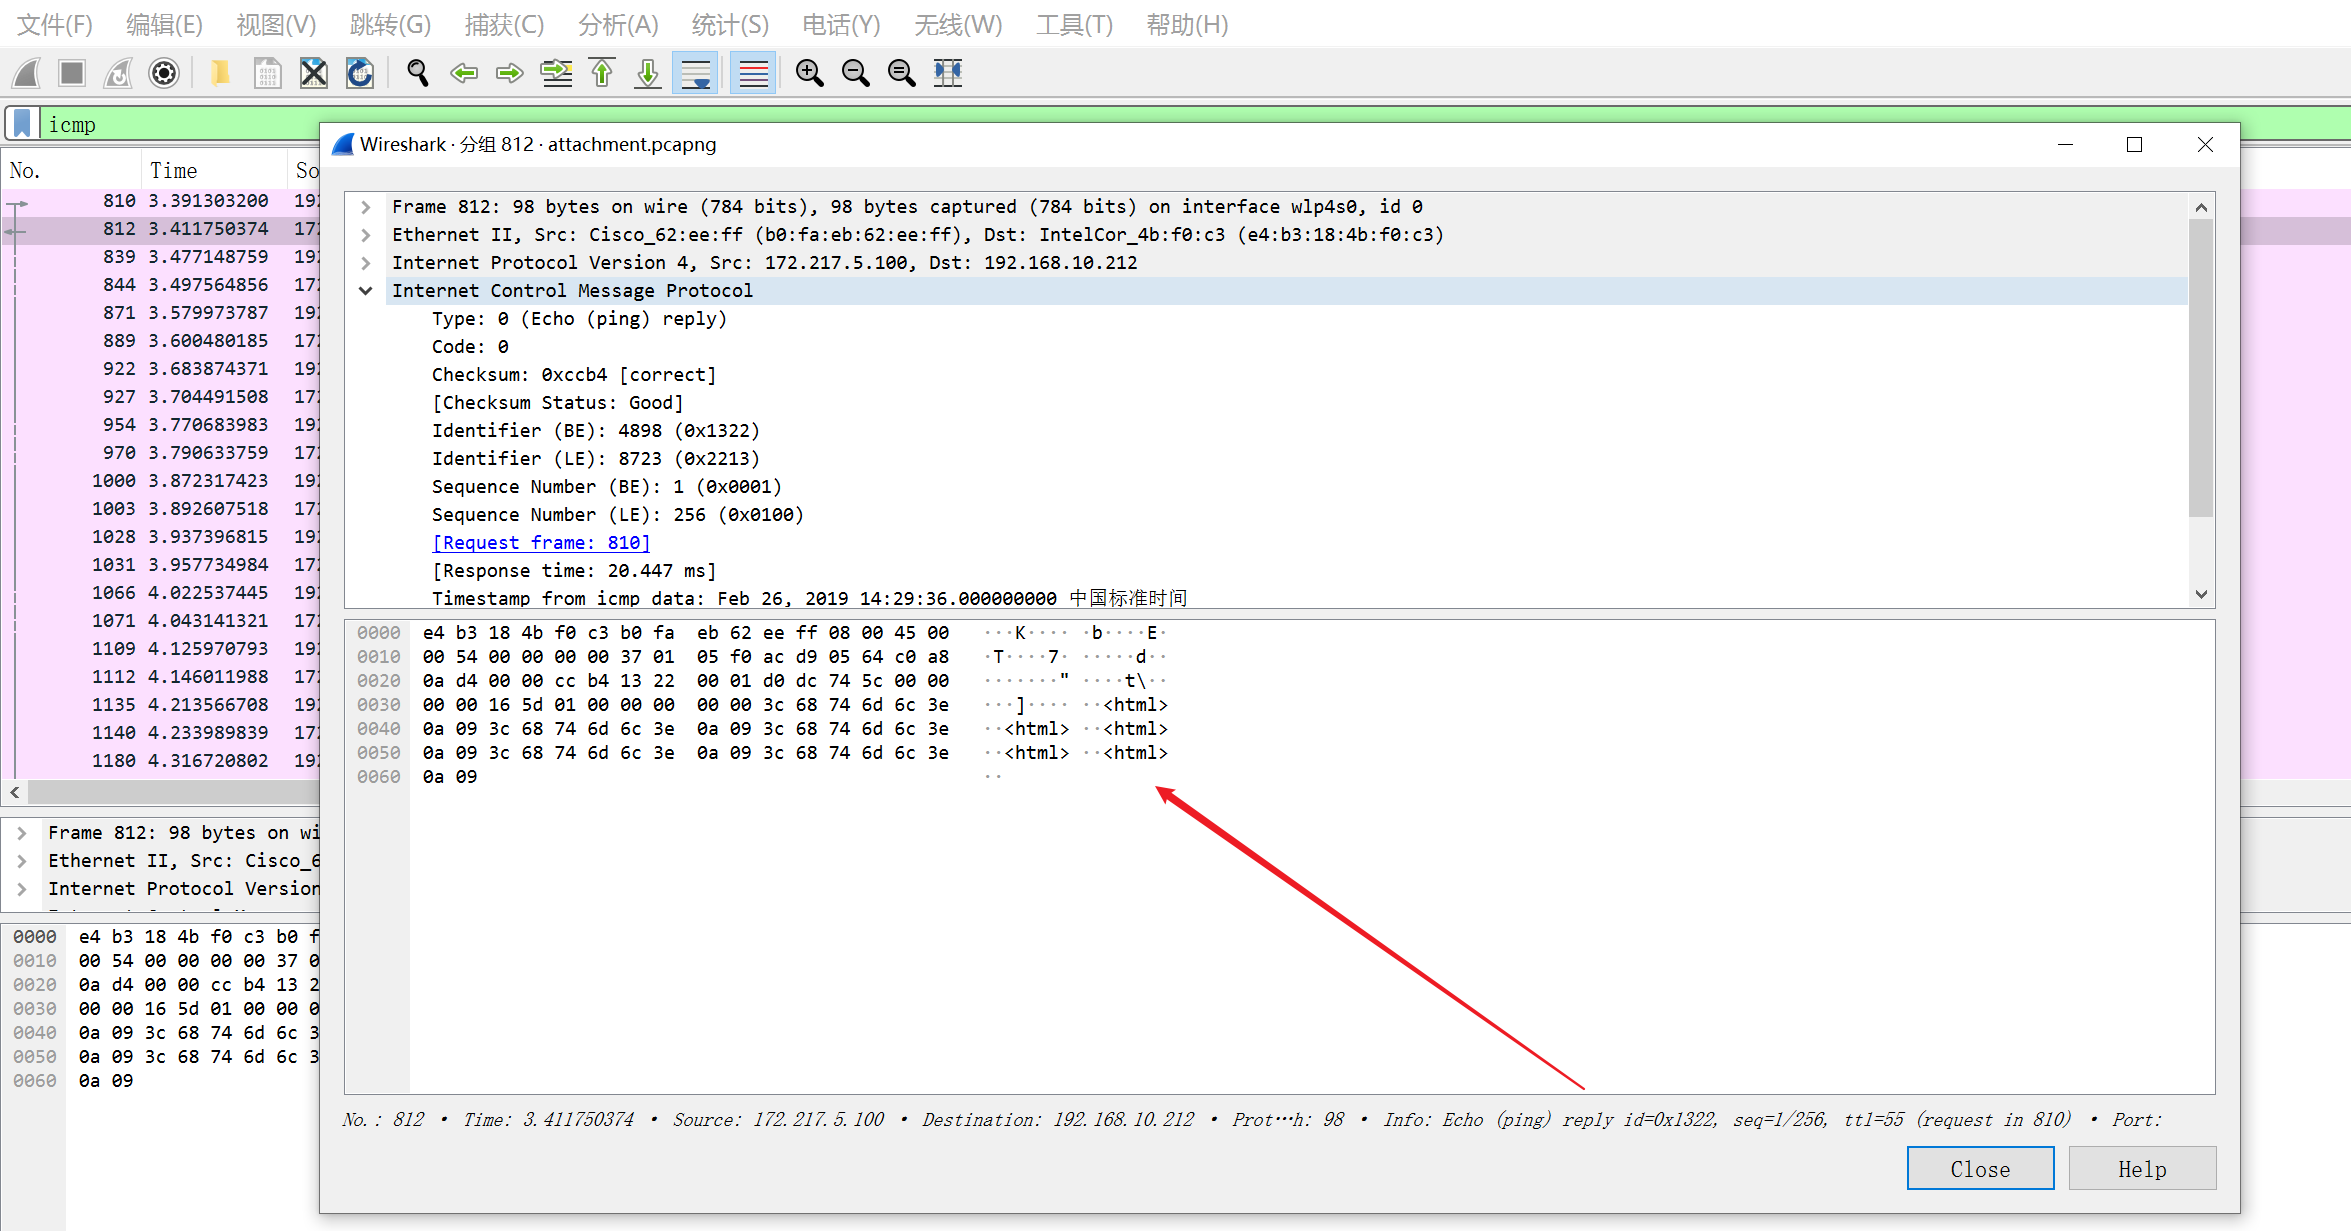 文件(F) 编辑(E) 视图(V) 跳转(G) 捕获(C) 分析(A) 统计(S) 电话(Y) 无线(W) 工具(T) 帮助(H)
icmp
No. Time So
810 3.391303200 19
812 3.411750374 17
839 3.477148759 19
844 3.497564856 17
871 3.579973787 19
889 3.600480185 17
922 3.683874371 19
927 3.704491508 17
954 3.770683983 19
970 3.790633759 17
1000 3.872317423 19
1003 3.892607518 17
1028 3.937396815 19
1031 3.957734984 17
1066 4.022537445 19
1071 4.043141321 17
1109 4.125970793 19
1112 4.146011988 17
1135 4.213566708 19
1140 4.233989839 17
1180 4.316720802 19
Frame 812: 98 bytes on wi
Ethernet II, Src: Cisco_6
Internet Protocol Version
0000 e4 b3 18 4b f0 c3 b0 f
0010 00 54 00 00 00 00 37 0
0020 0a d4 00 00 cc b4 13 2
0030 00 00 16 5d 01 00 00 0
0040 0a 09 3c 68 74 6d 6c 3
0050 0a 09 3c 68 74 6d 6c 3
0060 0a 09
Wireshark · 分组 812 · attachment.pcapng
Frame 812: 98 bytes on wire (784 bits), 98 bytes captured (784 bits) on interface wlp4s0, id 0
Ethernet II, Src: Cisco_62:ee:ff (b0:fa:eb:62:ee:ff), Dst: IntelCor_4b:f0:c3 (e4:b3:18:4b:f0:c3)
Internet Protocol Version 4, Src: 172.217.5.100, Dst: 192.168.10.212
Internet Control Message Protocol
Type: 0 (Echo (ping) reply)
Code: 0
Checksum: 0xccb4 [correct]
[Checksum Status: Good]
Identifier (BE): 4898 (0x1322)
Identifier (LE): 8723 (0x2213)
Sequence Number (BE): 1 (0x0001)
Sequence Number (LE): 256 (0x0100)
[Request frame: 810]
[Response time: 20.447 ms]
Timestamp from icmp data: Feb 26, 2019 14:29:36.000000000 中国标准时间
0000 e4 b3 18 4b f0 c3 b0 fa eb 62 ee ff 08 00 45 00 ···K···· ·b····E·
0010 00 54 00 00 00 00 37 01 05 f0 ac d9 05 64 c0 a8 ·T····7· ·····d··
0020 0a d4 00 00 cc b4 13 22 00 01 d0 dc 74 5c 00 00 ·······" ····t\··
0030 00 00 16 5d 01 00 00 00 00 00 3c 68 74 6d 6c 3e ···]···· ··<html>
0040 0a 09 3c 68 74 6d 6c 3e 0a 09 3c 68 74 6d 6c 3e ··<html> ··<html>
0050 0a 09 3c 68 74 6d 6c 3e 0a 09 3c 68 74 6d 6c 3e ··<html> ··<html>
0060 0a 09 ··
No.: 812 · Time: 3.411750374 · Source: 172.217.5.100 · Destination: 192.168.10.212 · Prot…h: 98 · Info: Echo (ping) reply id=0x1322, seq=1/256, ttl=55 (request in 810) · Port:
Close Help